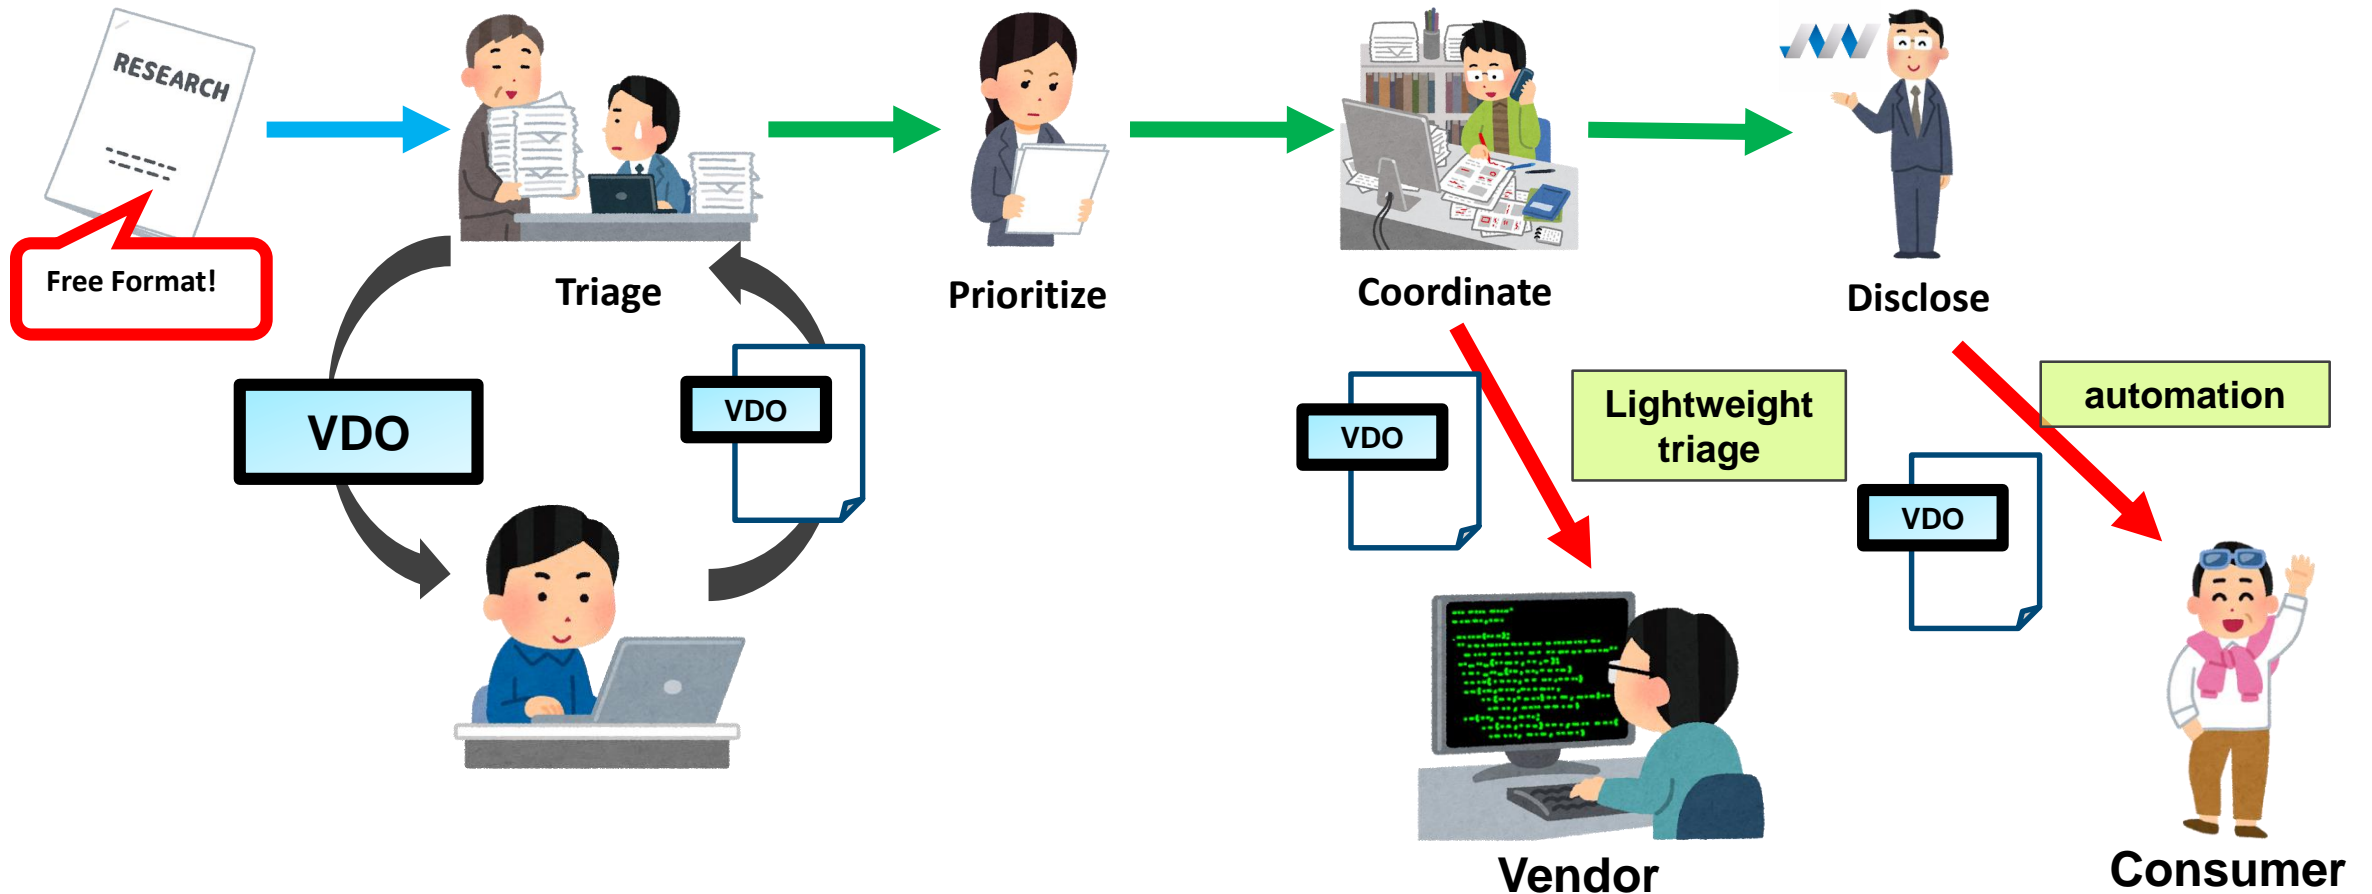 RESEARCH
Free Format!
Triage
Prioritize
Coordinate
Disclose
VDO
VDO
VDO
Lightweight
triage
automation
VDO
Vendor
Consumer